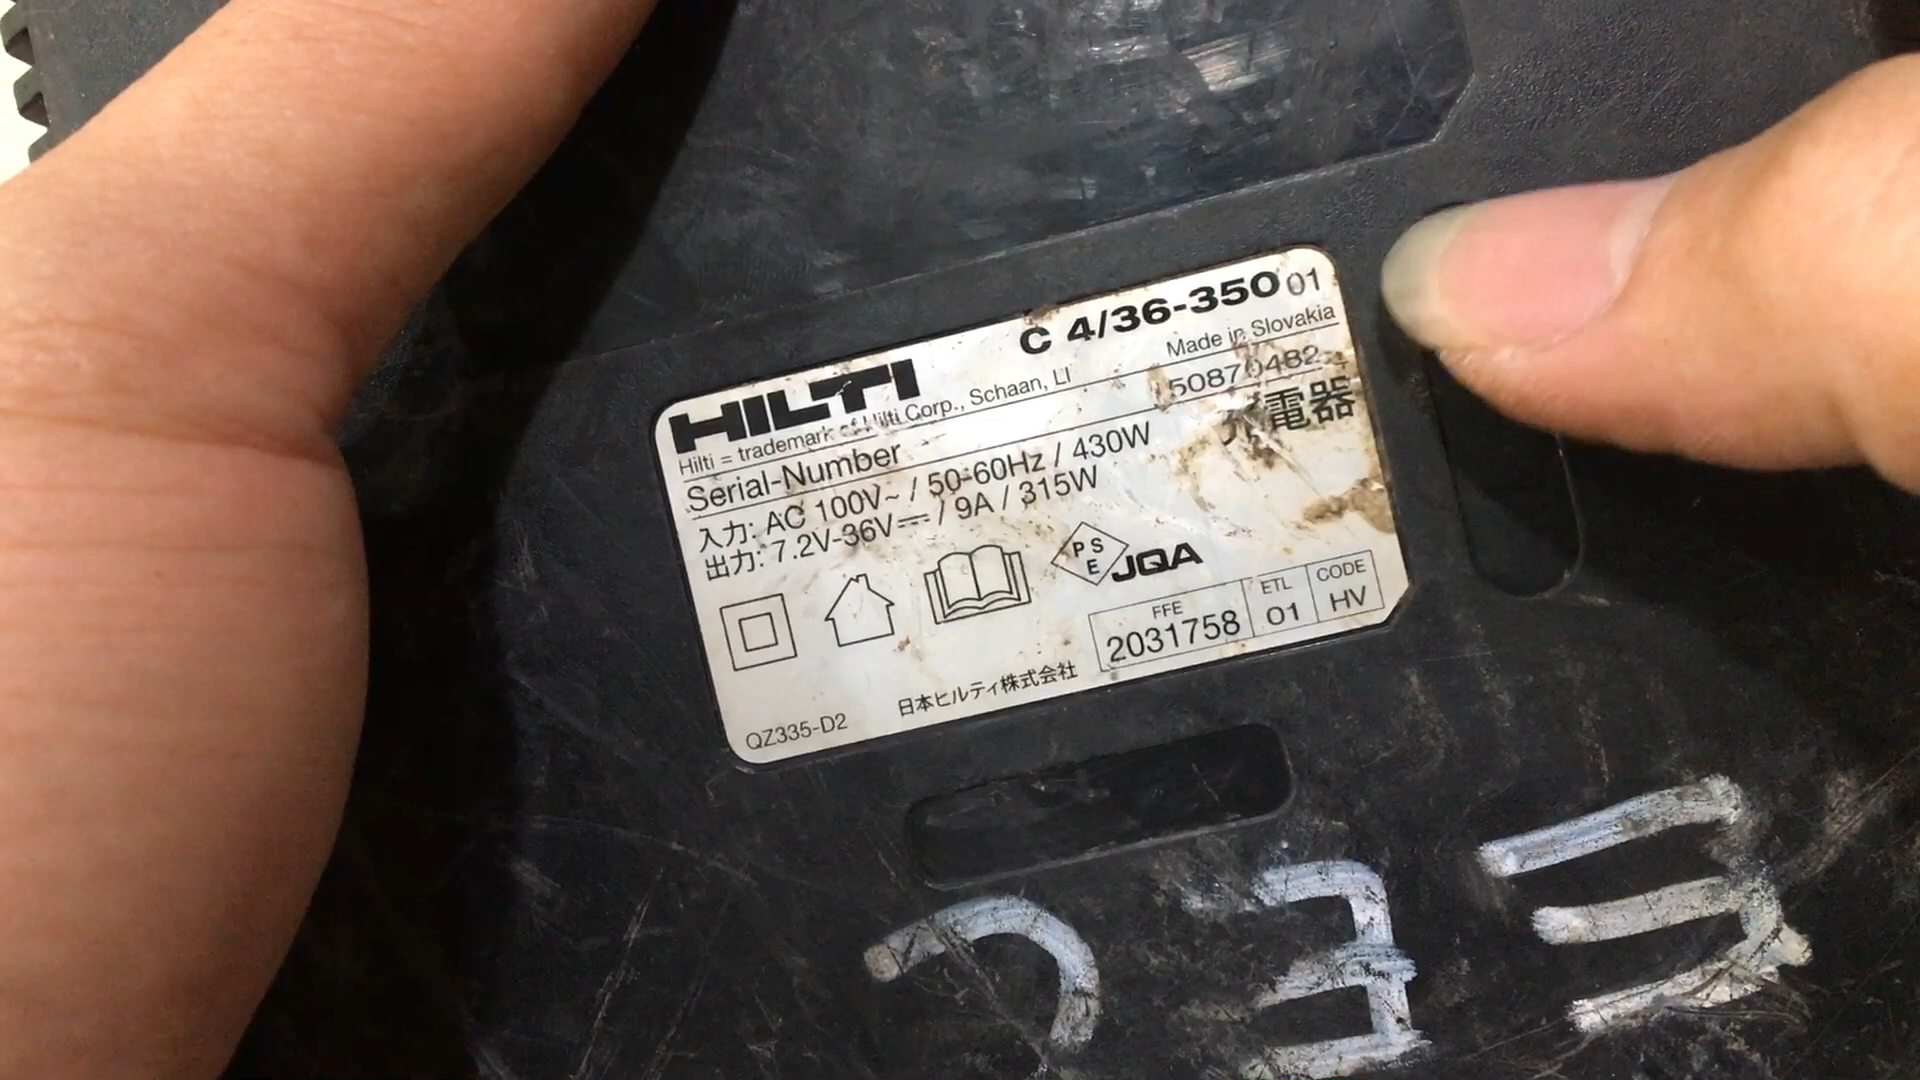 HILTI
C 4/36-350 01
Hilti = trademark of Hilti Corp., Schaan, LI
Made in Slovakia
Serial-Number
50870482
入力: AC 100V~ / 50-60Hz / 430W
充電器
出力: 7.2V-36V⎓ / 9A / 315W
PSE
JQA
FFE
2031758
ETL
01
CODE
HV
QZ335-D2
日本ヒルティ株式会社